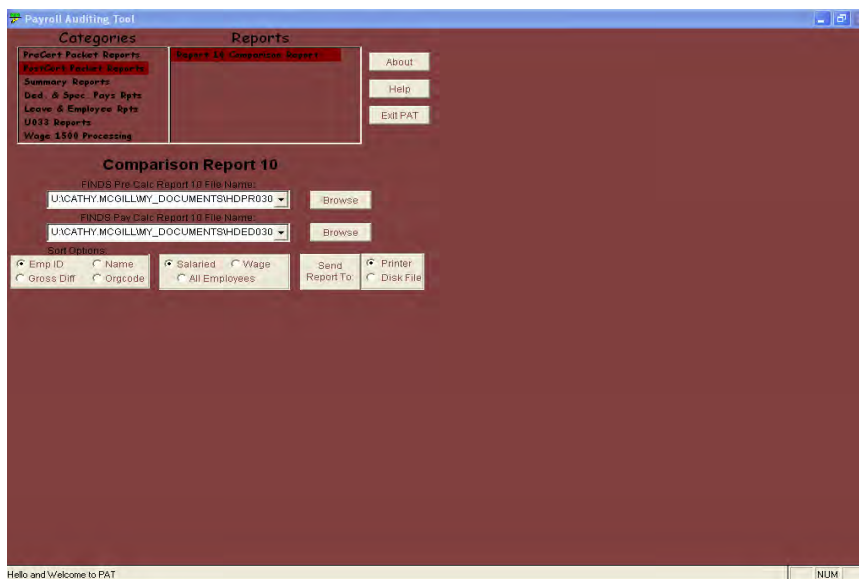 Payroll Auditing Tool
Categories
Reports
PreCert Packet Reports
PostCert Packet Reports
Summary Reports
Ded. & Spec. Pays Rpts
Leave & Employee Rpts
U033 Reports
Wage 1500 Processing
Report 10 Comparison Report
About
Help
Exit PAT
Comparison Report 10
FINDS Pre Calc Report 10 File Name:
U:\CATHY.MCGILL\MY_DOCUMENTS\HDPR030
Browse
FINDS Pay Calc Report 10 File Name:
U:\CATHY.MCGILL\MY_DOCUMENTS\HDED030
Browse
Sort Options:
Emp ID
Name
Gross Diff
Orgcode
Salaried
Wage
All Employees
Send
Report To:
Printer
Disk File
Hello and Welcome to PAT
NUM